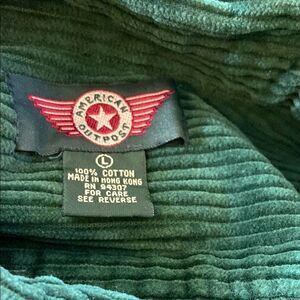 AMERICAN
OUTPOST
L
100% COTTON
MADE IN HONG KONG
RN 94307
FOR CARE
SEE REVERSE